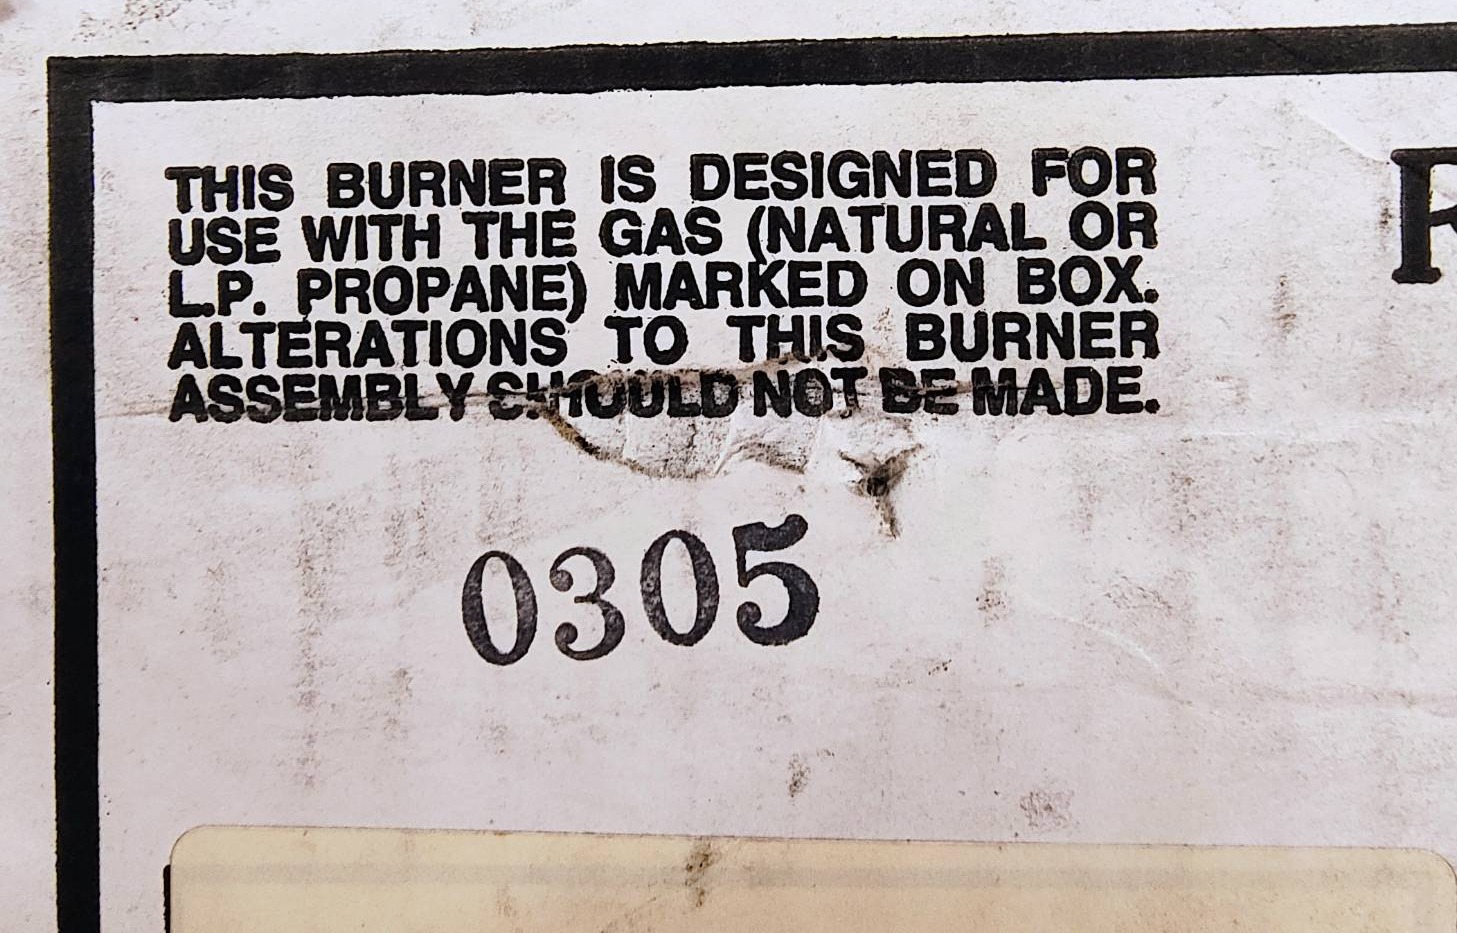 THIS BURNER IS DESIGNED FOR
USE WITH THE GAS (NATURAL OR
L.P. PROPANE) MARKED ON BOX.
ALTERATIONS TO THIS BURNER
ASSEMBLY SHOULD NOT BE MADE.
0305